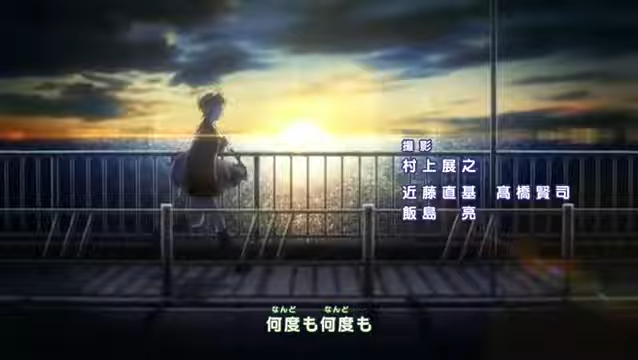 撮影
村上展之
近藤直基 髙橋賢司
飯島 亮
なんど なんど
何度も何度も